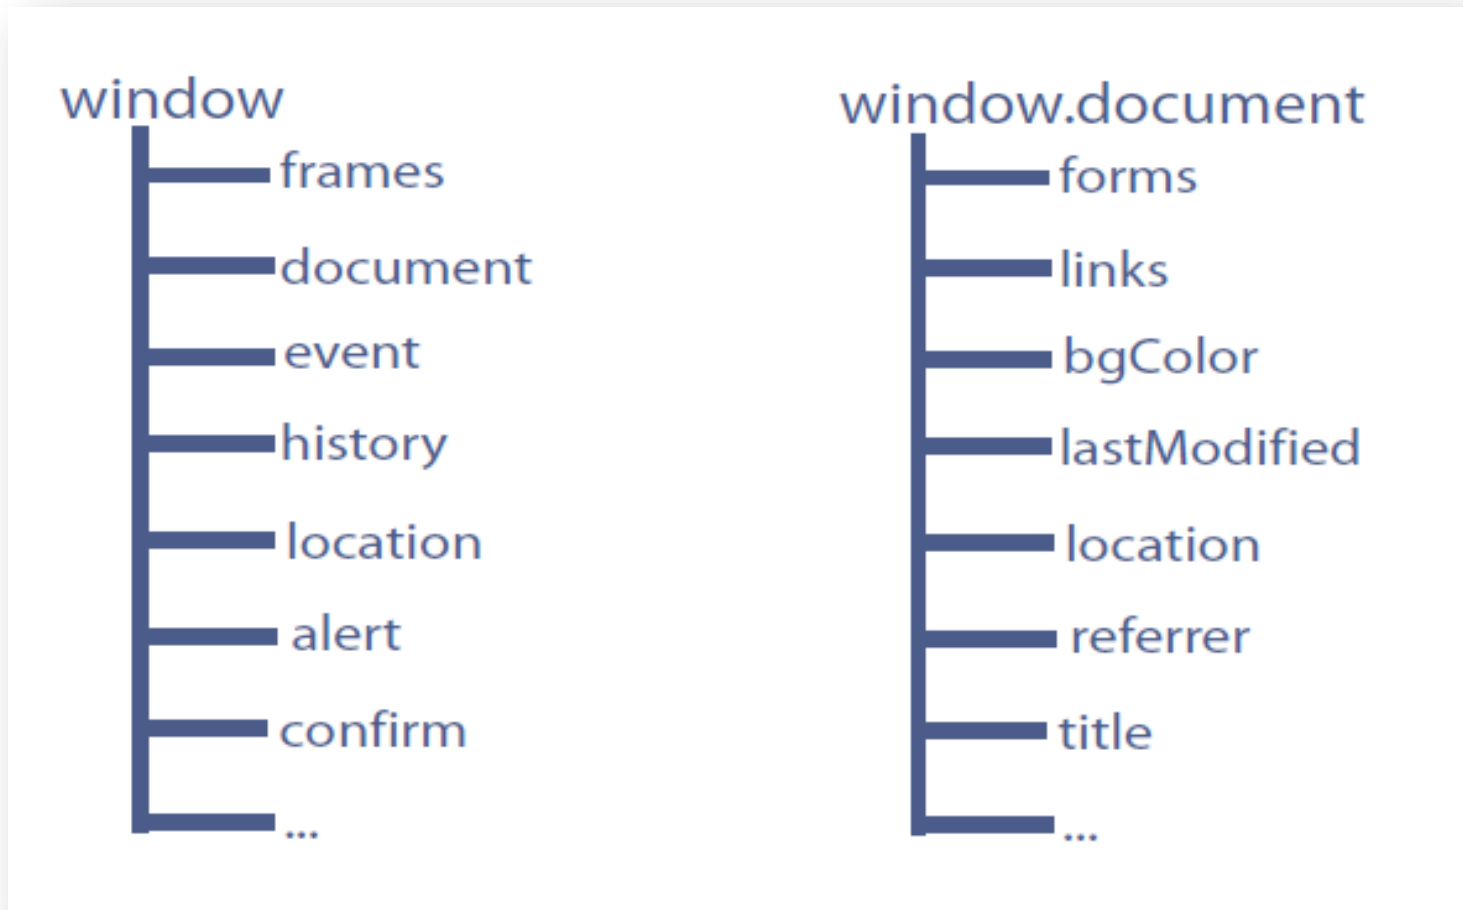 window
frames
document
event
history
location
alert
confirm
...
window.document
forms
links
bgColor
lastModified
location
referrer
title
...